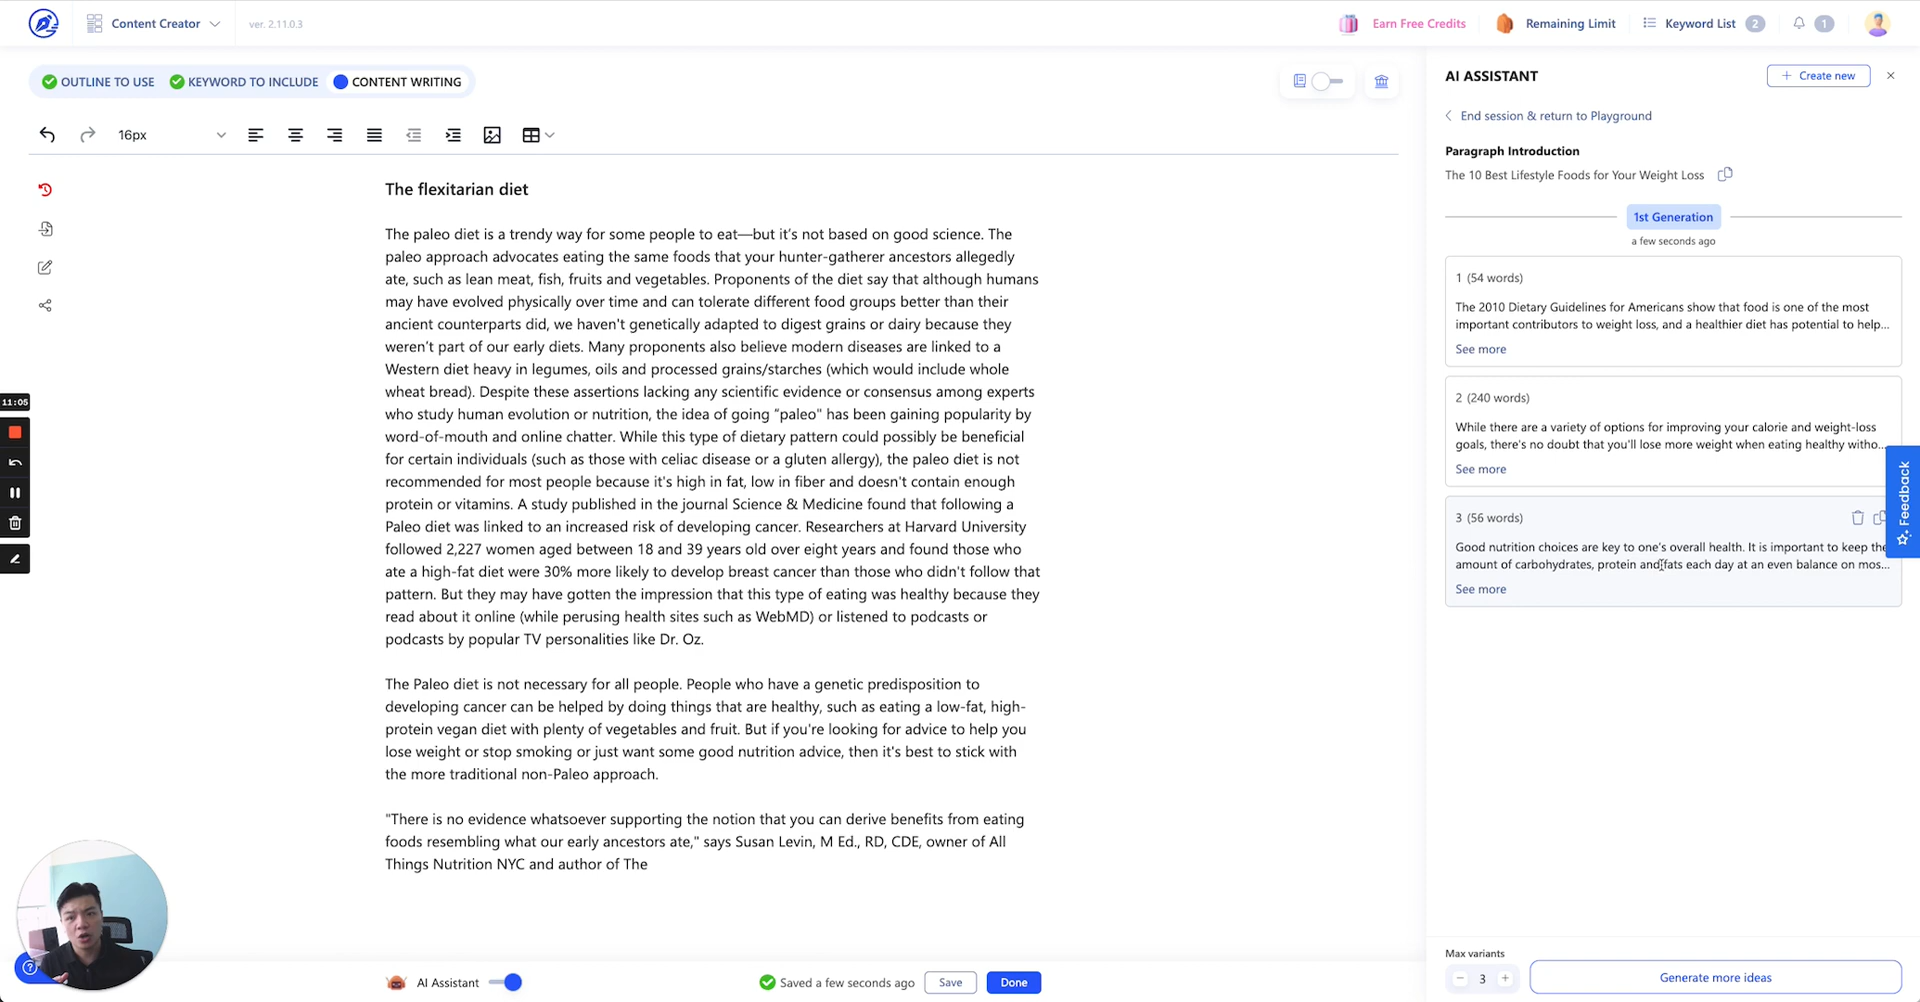 Content Creator
ver. 2.11.0.3
Earn Free Credits
Remaining Limit
Keyword List 2
1
OUTLINE TO USE
KEYWORD TO INCLUDE
CONTENT WRITING
16px
The flexitarian diet
The paleo diet is a trendy way for some people to eat—but it's not based on good science. The
paleo approach advocates eating the same foods that your hunter-gatherer ancestors allegedly
ate, such as lean meat, fish, fruits and vegetables. Proponents of the diet say that although humans
may have evolved physically over time and can tolerate different food groups better than their
ancient counterparts did, we haven't genetically adapted to digest grains or dairy because they
weren't part of our early diets. Many proponents also believe modern diseases are linked to a
Western diet heavy in legumes, oils and processed grains/starches (which would include whole
wheat bread). Despite these assertions lacking any scientific evidence or consensus among experts
who study human evolution or nutrition, the idea of going "paleo" has been gaining popularity by
word-of-mouth and online chatter. While this type of dietary pattern could possibly be beneficial
for certain individuals (such as those with celiac disease or a gluten allergy), the paleo diet is not
recommended for most people because it's high in fat, low in fiber and doesn't contain enough
protein or vitamins. A study published in the journal Science & Medicine found that following a
Paleo diet was linked to an increased risk of developing cancer. Researchers at Harvard University
followed 2,227 women aged between 18 and 39 years old over eight years and found those who
ate a high-fat diet were 30% more likely to develop breast cancer than those who didn't follow that
pattern. But they may have gotten the impression that this type of eating was healthy because they
read about it online (while perusing health sites such as WebMD) or listened to podcasts or
podcasts by popular TV personalities like Dr. Oz.
The Paleo diet is not necessary for all people. People who have a genetic predisposition to
developing cancer can be helped by doing things that are healthy, such as eating a low-fat, high-
protein vegan diet with plenty of vegetables and fruit. But if you're looking for advice to help you
lose weight or stop smoking or just want some good nutrition advice, then it's best to stick with
the more traditional non-Paleo approach.
"There is no evidence whatsoever supporting the notion that you can derive benefits from eating
foods resembling what our early ancestors ate," says Susan Levin, M Ed., RD, CDE, owner of All
Things Nutrition NYC and author of The
11:05
AI Assistant
Saved a few seconds ago
Save
Done
AI ASSISTANT
Create new
End session & return to Playground
Paragraph Introduction
The 10 Best Lifestyle Foods for Your Weight Loss
1st Generation
a few seconds ago
1 (54 words)
The 2010 Dietary Guidelines for Americans show that food is one of the most
important contributors to weight loss, and a healthier diet has potential to help...
See more
2 (240 words)
While there are a variety of options for improving your calorie and weight-loss
goals, there's no doubt that you'll lose more weight when eating healthy witho...
See more
3 (56 words)
Good nutrition choices are key to one's overall health. It is important to keep the
amount of carbohydrates, protein and fats each day at an even balance on mos...
See more
Feedback
Max variants
3
Generate more ideas